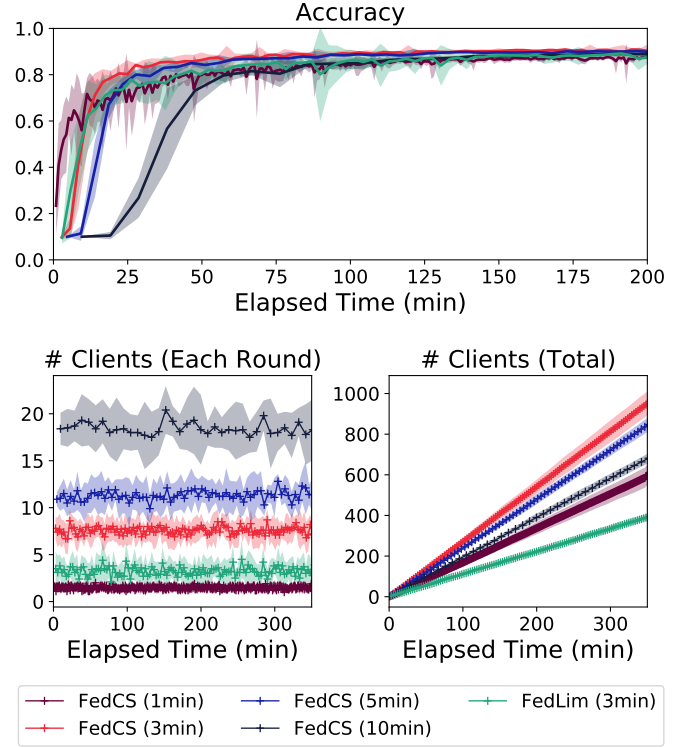 Accuracy
1.0
0.8
0.6
0.4
0.2
0.0
0 25 50 75 100 125 150 175 200
Elapsed Time (min)
# Clients (Each Round)
20
15
10
5
0
0 100 200 300
Elapsed Time (min)
# Clients (Total)
1000
800
600
400
200
0
0 100 200 300
Elapsed Time (min)
FedCS (1min) FedCS (5min) FedLim (3min)
FedCS (3min) FedCS (10min)